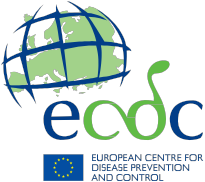 ecdc
EUROPEAN CENTRE FOR
DISEASE PREVENTION
AND CONTROL